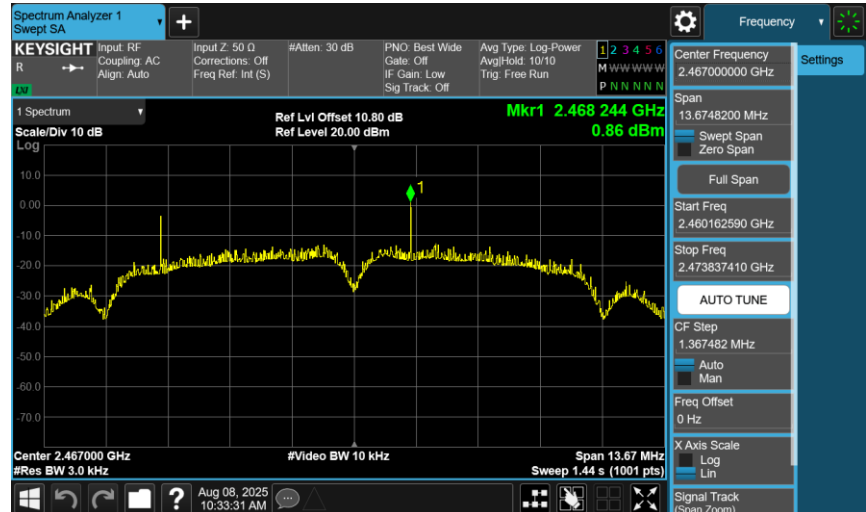 Spectrum Analyzer 1
Swept SA
Frequency
KEYSIGHT
R
LXI
Input: RF
Coupling: AC
Align: Auto
Input Z: 50 Ω
Corrections: Off
Freq Ref: Int (S)
#Atten: 30 dB
PNO: Best Wide
Gate: Off
IF Gain: Low
Sig Track: Off
Avg Type: Log-Power
Avg|Hold: 10/10
Trig: Free Run
1 2 3 4 5 6
M W W W W W
P N N N N N
1 Spectrum
Scale/Div 10 dB
Log
Ref Lvl Offset 10.80 dB
Ref Level 20.00 dBm
Mkr1 2.468 244 GHz
0.86 dBm
1
10.0
0.00
-10.0
-20.0
-30.0
-40.0
-50.0
-60.0
-70.0
Center 2.467000 GHz
#Res BW 3.0 kHz
#Video BW 10 kHz
Span 13.67 MHz
Sweep 1.44 s (1001 pts)
Aug 08, 2025
10:33:31 AM
Center Frequency
2.467000000 GHz
Span
13.6748200 MHz
Swept Span
Zero Span
Full Span
Start Freq
2.460162590 GHz
Stop Freq
2.473837410 GHz
AUTO TUNE
CF Step
1.367482 MHz
Auto
Man
Freq Offset
0 Hz
X Axis Scale
Log
Lin
Signal Track
(Span Zoom)
Settings